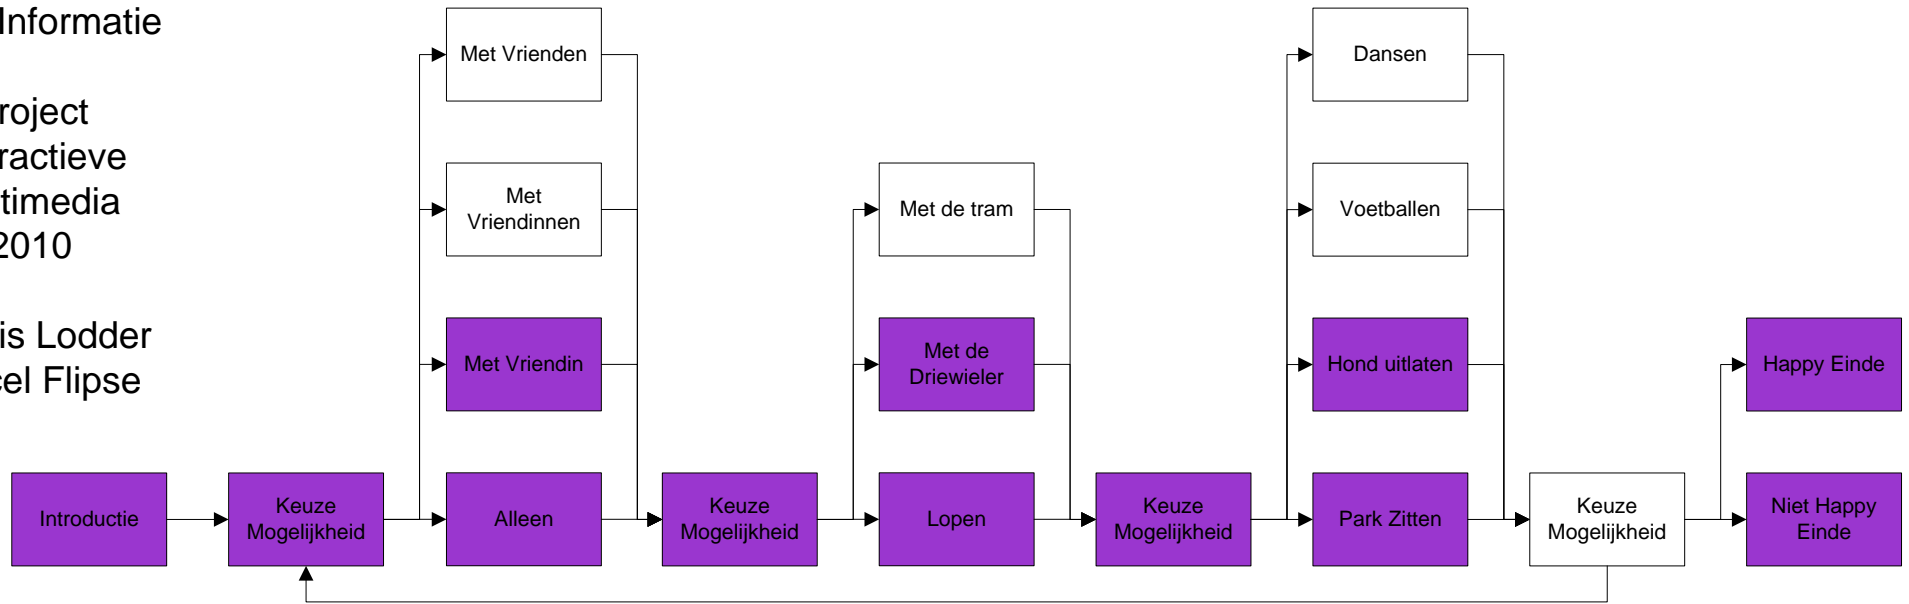 Informatie
roject
ractieve
timedia
2010
is Lodder
cel Flipse
Met Vrienden
Met
Vriendinnen
Met Vriendin
Alleen
Introductie
Keuze
Mogelijkheid
Keuze
Mogelijkheid
Met de tram
Met de
Driewieler
Lopen
Keuze
Mogelijkheid
Dansen
Voetballen
Hond uitlaten
Park Zitten
Keuze
Mogelijkheid
Happy Einde
Niet Happy
Einde